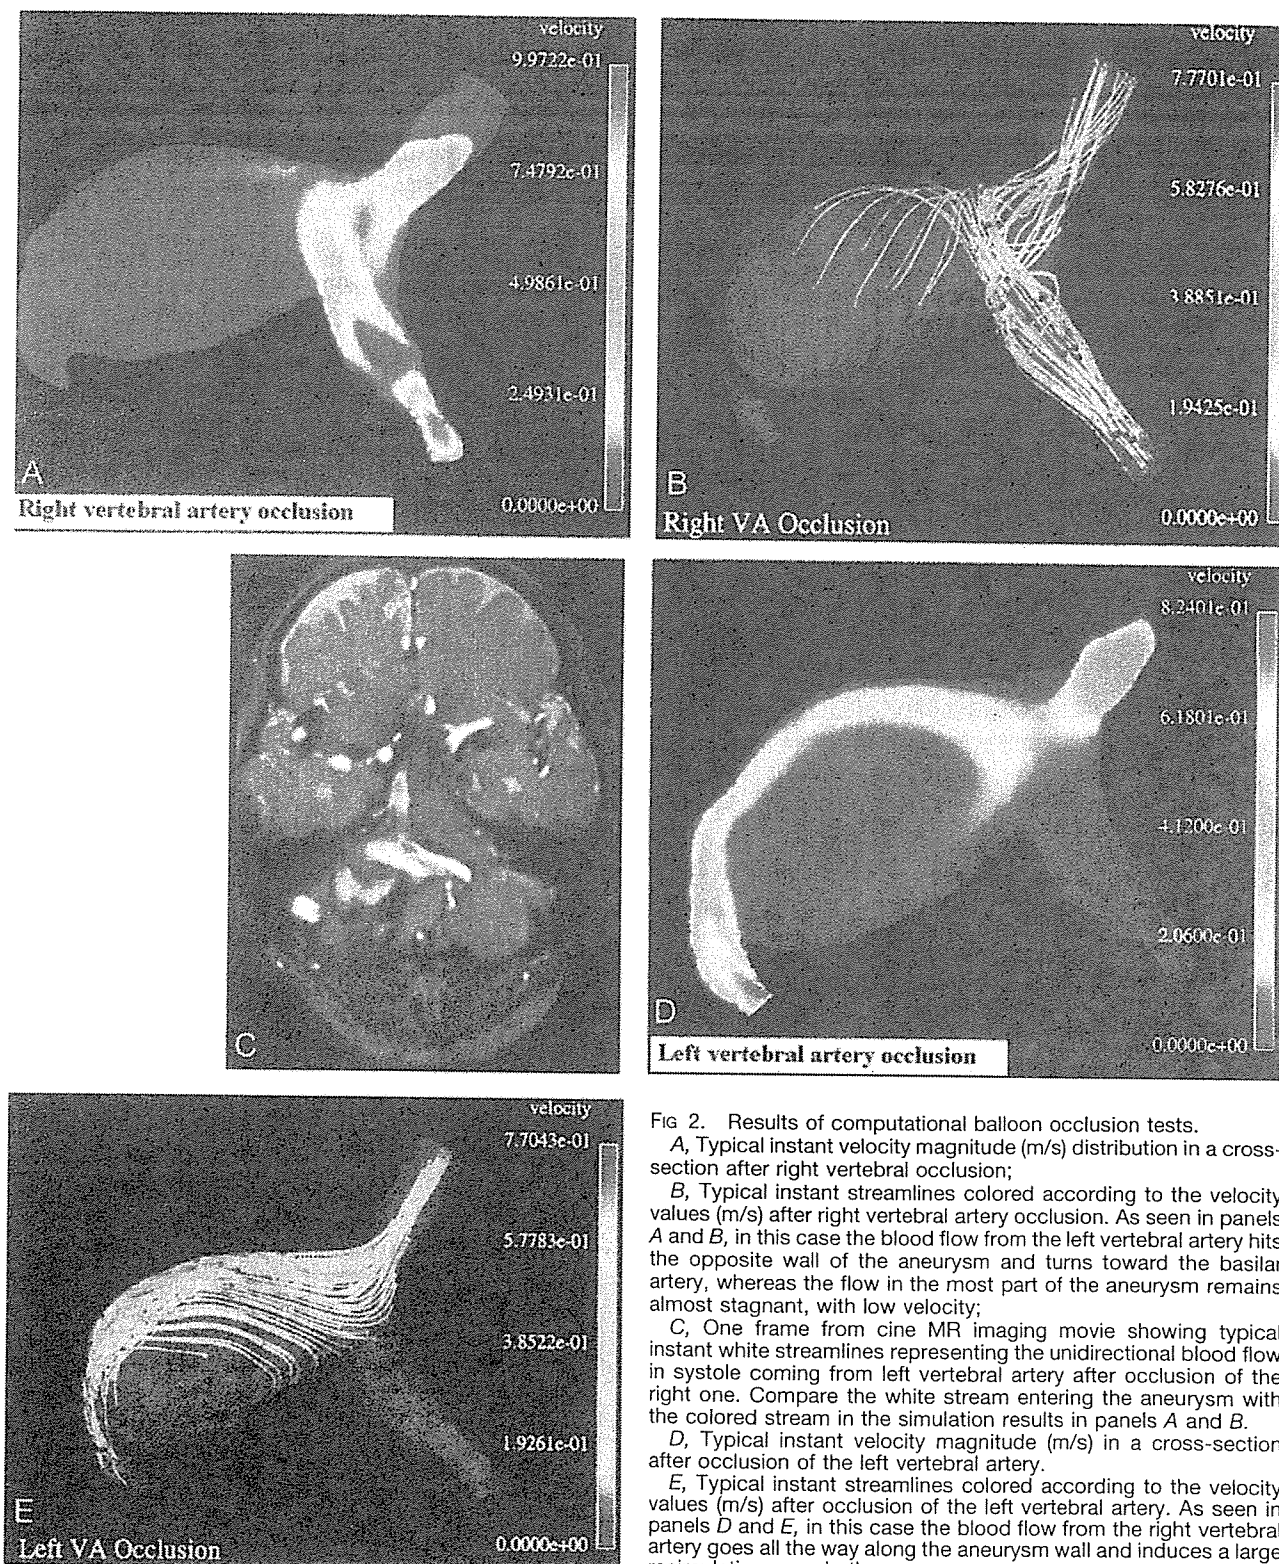 velocity
9.9722e-01
7.4792e-01
4.9861e-01
2.4931e-01
0.0000e+00
A
Right vertebral artery occlusion
velocity
7.7701e-01
5.8276e-01
3.8851e-01
1.9425e-01
0.0000e+00
B
Right VA Occlusion
C
velocity
8.2401e-01
6.1801e-01
4.1200e-01
2.0600e-01
0.0000e+00
D
Left vertebral artery occlusion
velocity
7.7043e-01
5.7783e-01
3.8522e-01
1.9261e-01
0.0000e+00
E
Left VA Occlusion
FIG 2. Results of computational balloon occlusion tests.
A, Typical instant velocity magnitude (m/s) distribution in a cross-
section after right vertebral occlusion;
B, Typical instant streamlines colored according to the velocity
values (m/s) after right vertebral artery occlusion. As seen in panels
A and B, in this case the blood flow from the left vertebral artery hits
the opposite wall of the aneurysm and turns toward the basilar
artery, whereas the flow in the most part of the aneurysm remains
almost stagnant, with low velocity;
C, One frame from cine MR imaging movie showing typical
instant white streamlines representing the unidirectional blood flow
in systole coming from left vertebral artery after occlusion of the
right one. Compare the white stream entering the aneurysm with
the colored stream in the simulation results in panels A and B.
D, Typical instant velocity magnitude (m/s) in a cross-section
after occlusion of the left vertebral artery.
E, Typical instant streamlines colored according to the velocity
values (m/s) after occlusion of the left vertebral artery. As seen in
panels D and E, in this case the blood flow from the right vertebral
artery goes all the way along the aneurysm wall and induces a large